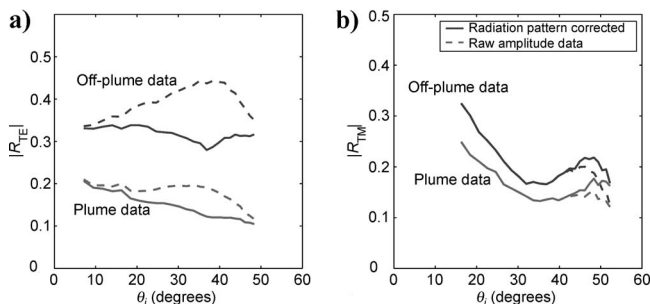 a)
0.5
0.4
0.3
0.2
0.1
0
|R_TE|
Off-plume data
Plume data
0 10 20 30 40 50 60
θ_i (degrees)
b)
0.5
0.4
0.3
0.2
0.1
0
|R_TM|
Radiation pattern corrected
Raw amplitude data
Off-plume data
Plume data
0 10 20 30 40 50 60
θ_i (degrees)